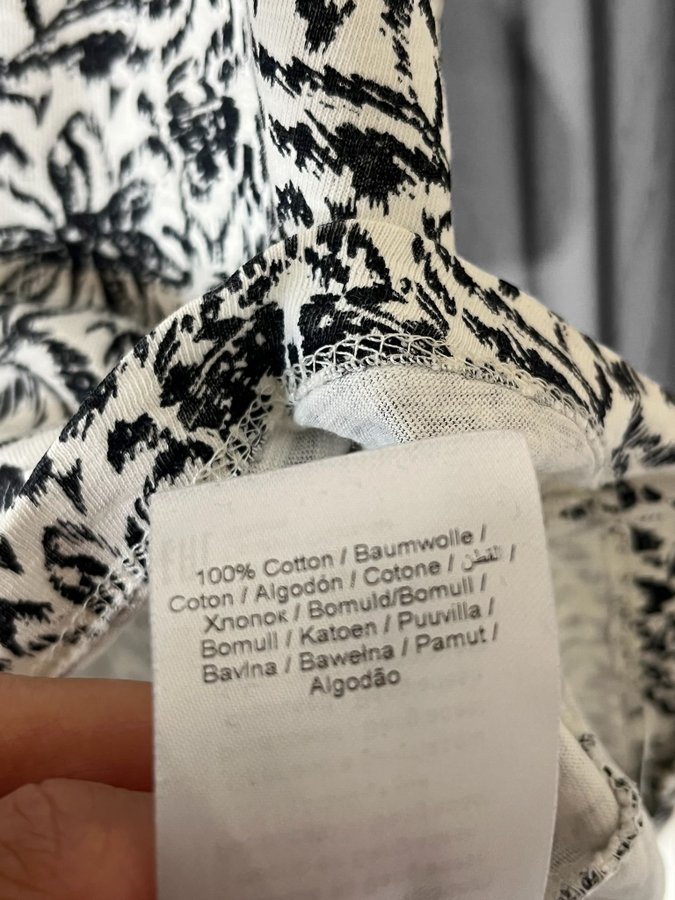 100% Cotton / Baumwolle /
Coton / Algodón / Cotone / القطن /
Хлопок / Bomuld/Bomull /
Bomull / Katoen / Puuvilla /
Bavlna / Bawełna / Pamut /
Algodão